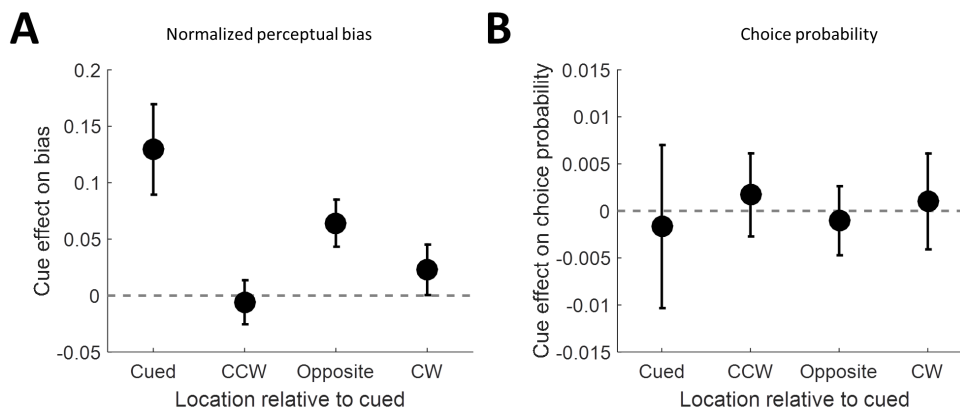 A
Normalized perceptual bias
Cue effect on bias
0.2
0.15
0.1
0.05
0
-0.05
Cued CCW Opposite CW
Location relative to cued
B
Choice probability
Cue effect on choice probability
0.015
0.01
0.005
0
-0.005
-0.01
-0.015
Cued CCW Opposite CW
Location relative to cued